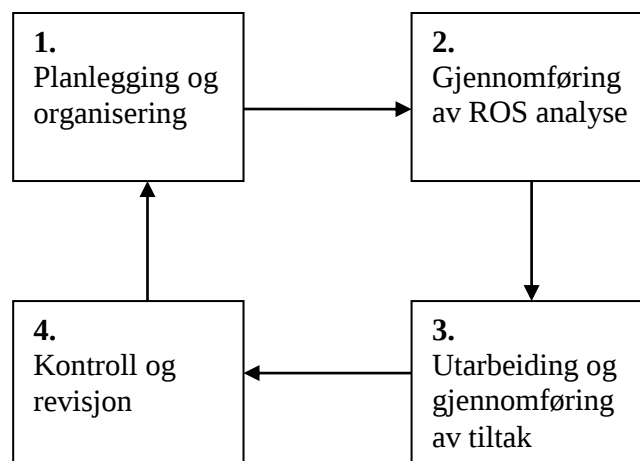 1.
Planlegging og
organisering
2.
Gjennomføring
av ROS analyse
3.
Utarbeiding og
gjennomføring
av tiltak
4.
Kontroll og
revisjon